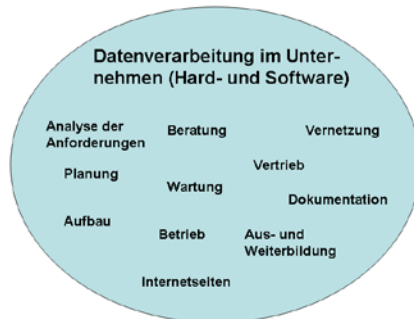 Datenverarbeitung im Unter-
nehmen (Hard- und Software)
Analyse der
Anforderungen
Beratung
Vernetzung
Planung
Vertrieb
Wartung
Dokumentation
Aufbau
Betrieb
Aus- und
Weiterbildung
Internetseiten